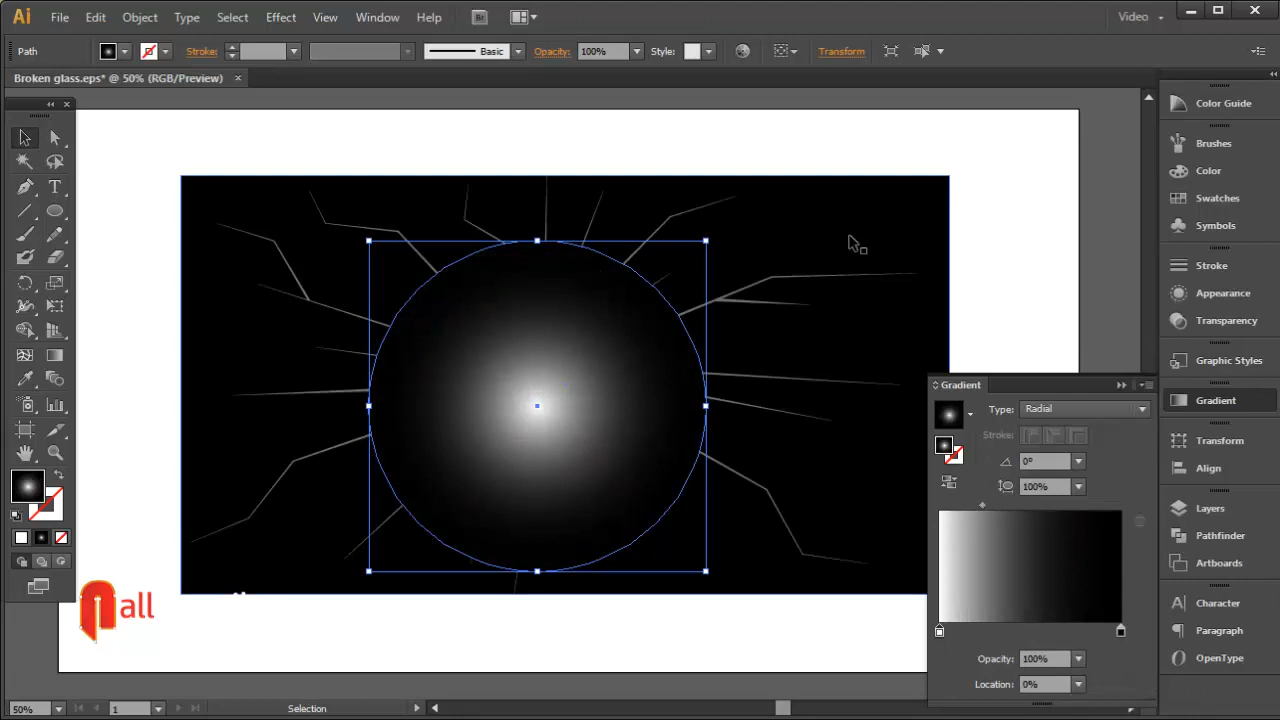 Ai File Edit Object Type Select Effect View Window Help Br Video
Path Stroke: Basic Opacity: 100% Style: Transform
Broken glass.eps* @ 50% (RGB/Preview)
Color Guide
Brushes
Color
Swatches
Symbols
Stroke
Appearance
Transparency
Graphic Styles
Gradient
Transform
Align
Layers
Pathfinder
Artboards
Character
Paragraph
OpenType
Gradient
Type: Radial
Stroke:
0°
100%
Opacity: 100%
Location: 0%
all
50% 1 Selection